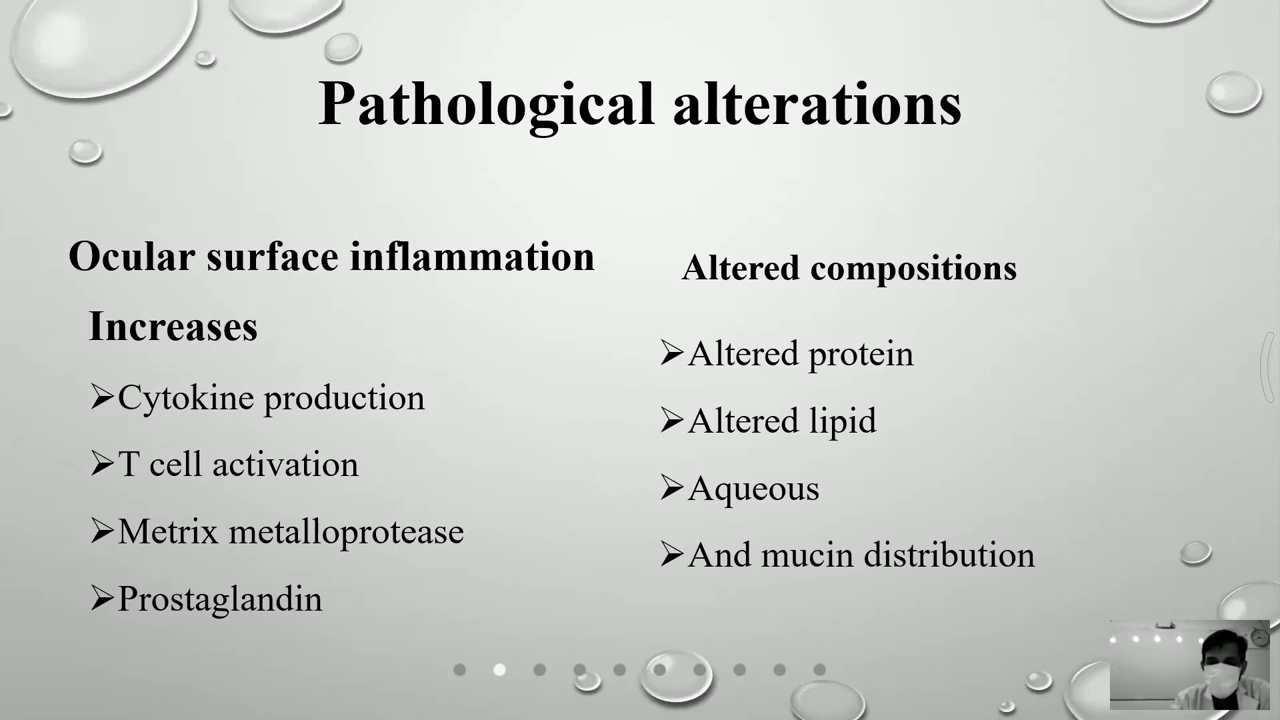 Pathological alterations
Ocular surface inflammation
Increases
➢Cytokine production
➢T cell activation
➢Metrix metalloprotease
➢Prostaglandin
Altered compositions
➢Altered protein
➢Altered lipid
➢Aqueous
➢And mucin distribution